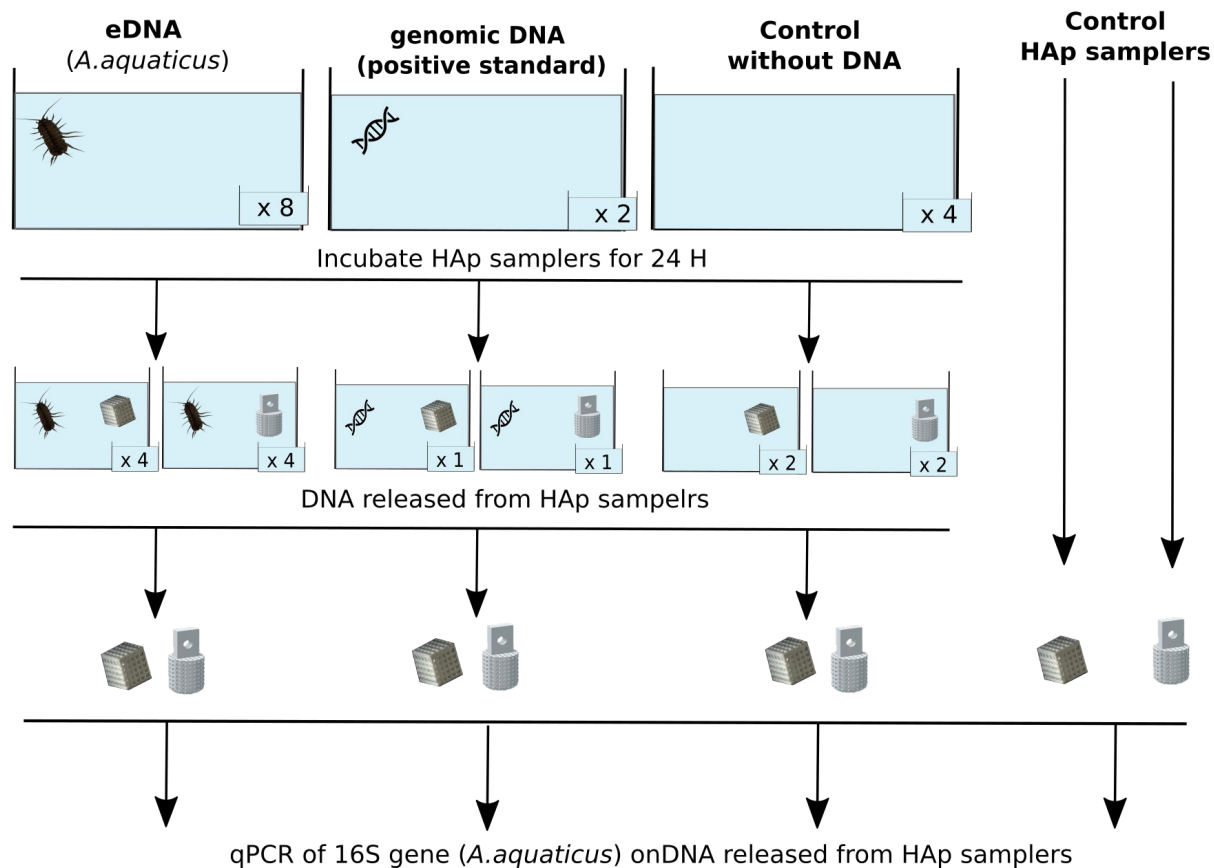 eDNA
(A.aquaticus)
genomic DNA
(positive standard)
Control
without DNA
Control
HAp samplers
x 8
x 2
x 4
Incubate HAp samplers for 24 H
x 4
x 4
x 1
x 1
x 2
x 2
DNA released from HAp sampelrs
qPCR of 16S gene (A.aquaticus) onDNA released from HAp samplers